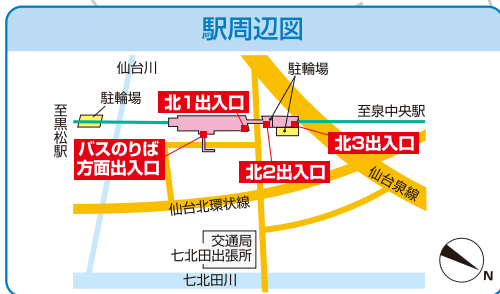 駅周辺図
仙台川
駐輪場
駐輪場
北1出入口
至泉中央駅
至黒松駅
バスのりば
方面出入口
北3出入口
北2出入口
仙台泉線
仙台北環状線
交通局
七北田出張所
七北田川
N